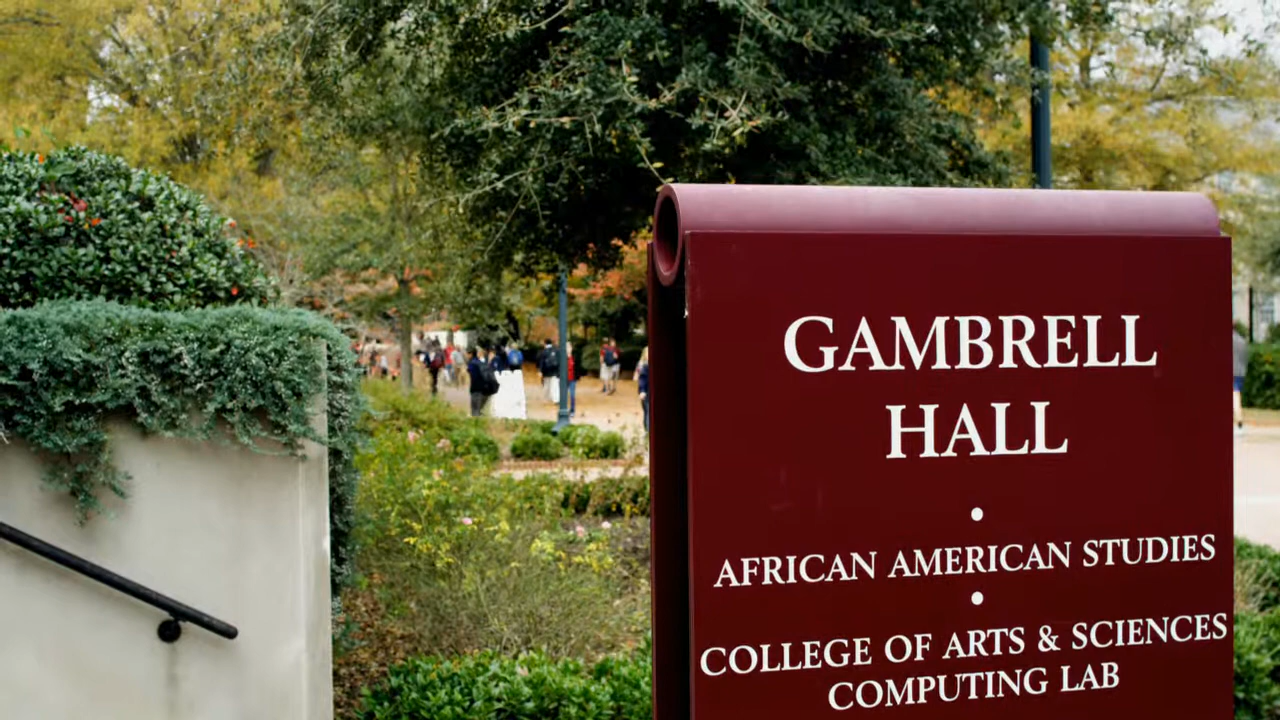 GAMBRELL
HALL
•
AFRICAN AMERICAN STUDIES
•
COLLEGE OF ARTS & SCIENCES
COMPUTING LAB